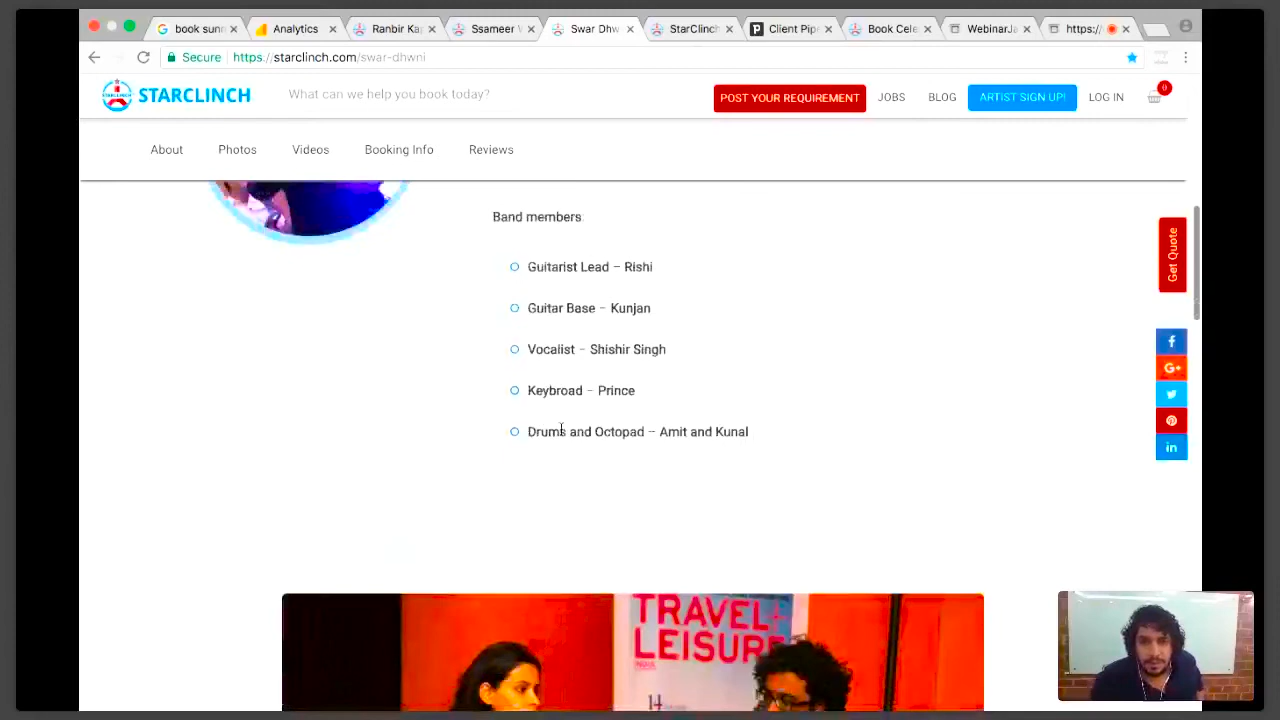 book sunn
Analytics
Ranbir Ka
Ssameer
Swar Dhw
StarClinch
Client Pip
Book Cele
WebinarJa
https:/
Secure
https://starclinch.com/swar-dhwni
STARCLINCH
What can we help you book today?
POST YOUR REQUIREMENT
JOBS
BLOG
ARTIST SIGN UP!
LOG IN
0
About
Photos
Videos
Booking Info
Reviews
Band members
Guitarist Lead – Rishi
Guitar Base – Kunjan
Vocalist – Shishir Singh
Keybroad – Prince
Drums and Octopad – Amit and Kunal
Get Quote
f
G+
in
TRAVEL+
LEISURE
14